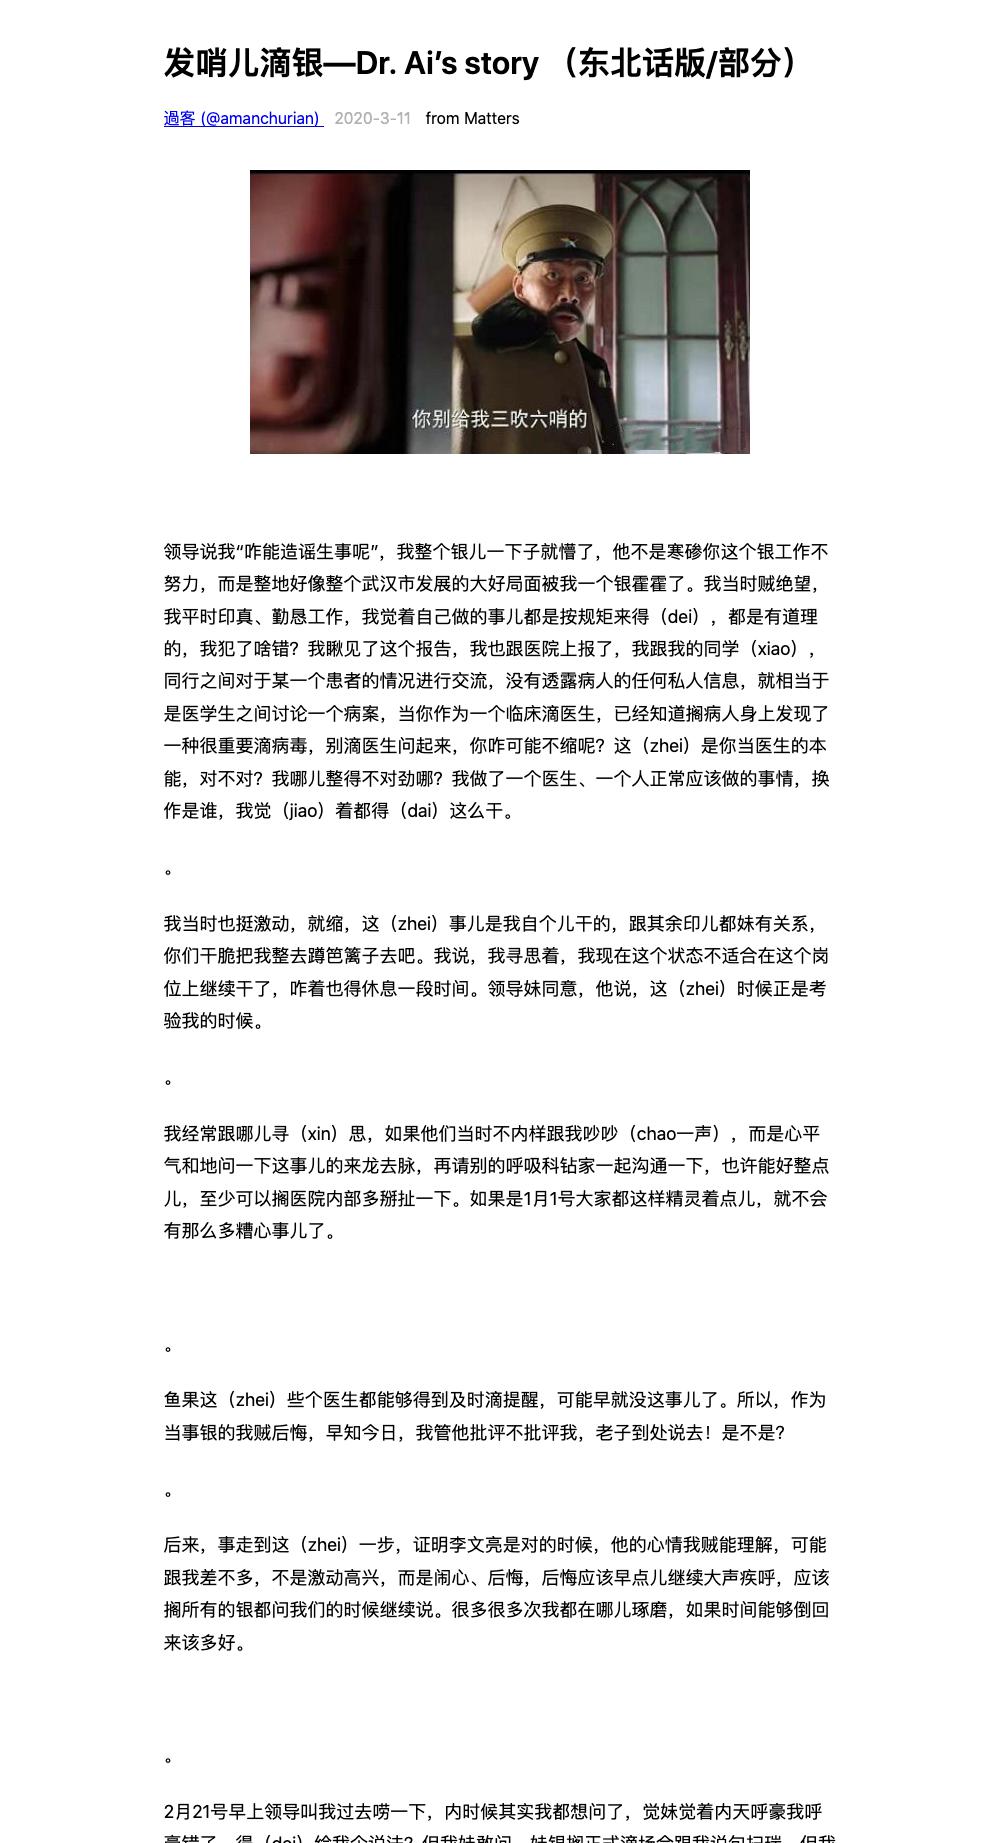 发哨儿滴银—Dr. Ai’s story （东北话版/部分）
過客 (@amanchurian) 2020-3-11 from Matters
你别给我三吹六哨的
领导说我“咋能造谣生事呢”，我整个银儿一下子就懵了，他不是寒碜你这个银工作不
努力，而是整地好像整个武汉市发展的大好局面被我一个银霍霍了。我当时贼绝望，
我平时印真、勤恳工作，我觉着自己做的事儿都是按规矩来得（dei），都是有道理
的，我犯了啥错？我瞅见了这个报告，我也跟医院上报了，我跟我的同学（xiao），
同行之间对于某一个患者的情况进行交流，没有透露病人的任何私人信息，就相当于
是医学生之间讨论一个病案，当你作为一个临床滴医生，已经知道搁病人身上发现了
一种很重要滴病毒，别滴医生问起来，你咋可能不缩呢？这（zhei）是你当医生的本
能，对不对？我哪儿整得不对劲哪？我做了一个医生、一个人正常应该做的事情，换
作是谁，我觉（jiao）着都得（dai）这么干。
。
我当时也挺激动，就缩，这（zhei）事儿是我自个儿干的，跟其余印儿都妹有关系，
你们干脆把我整去蹲笆篱子去吧。我说，我寻思着，我现在这个状态不适合在这个岗
位上继续干了，咋着也得休息一段时间。领导妹同意，他说，这（zhei）时候正是考
验我的时候。
。
我经常跟哪儿寻（xin）思，如果他们当时不内样跟我吵吵（chao一声），而是心平
气和地问一下这事儿的来龙去脉，再请别的呼吸科钻家一起沟通一下，也许能好整点
儿，至少可以搁医院内部多掰扯一下。如果是1月1号大家都这样精灵着点儿，就不会
有那么多糟心事儿了。
。
鱼果这（zhei）些个医生都能够得到及时滴提醒，可能早就没这事儿了。所以，作为
当事银的我贼后悔，早知今日，我管他批评不批评我，老子到处说去！是不是？
。
后来，事走到这（zhei）一步，证明李文亮是对的时候，他的心情我贼能理解，可能
跟我差不多，不是激动高兴，而是闹心、后悔，后悔应该早点儿继续大声疾呼，应该
搁所有的银都问我们的时候继续说。很多很多次我都在哪儿琢磨，如果时间能够倒回
来该多好。
。
2月21号早上领导叫我过去唠一下，内时候其实我都想问了，觉妹觉着内天呼豪我呼
豪错了，得（dei）给我个说法？但我妹敢问。妹银搁正式滴场合跟我说句扫瑞。但我